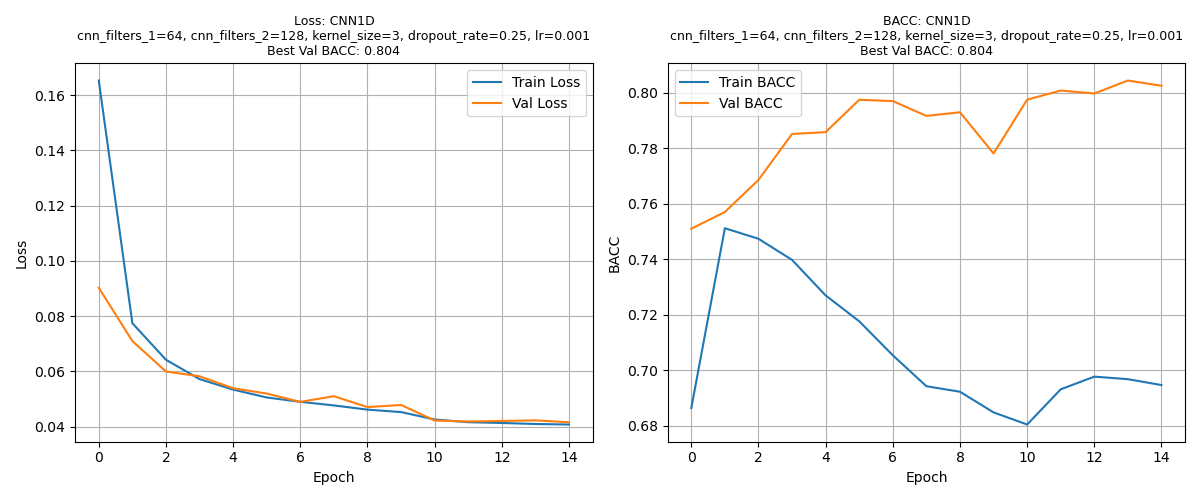 Loss: CNN1D
cnn_filters_1=64, cnn_filters_2=128, kernel_size=3, dropout_rate=0.25, lr=0.001
Best Val BACC: 0.804
Train Loss
Val Loss
0.16
0.14
0.12
0.10
0.08
0.06
0.04
Loss
0 2 4 6 8 10 12 14
Epoch
BACC: CNN1D
cnn_filters_1=64, cnn_filters_2=128, kernel_size=3, dropout_rate=0.25, lr=0.001
Best Val BACC: 0.804
Train BACC
Val BACC
0.80
0.78
0.76
0.74
0.72
0.70
0.68
BACC
0 2 4 6 8 10 12 14
Epoch